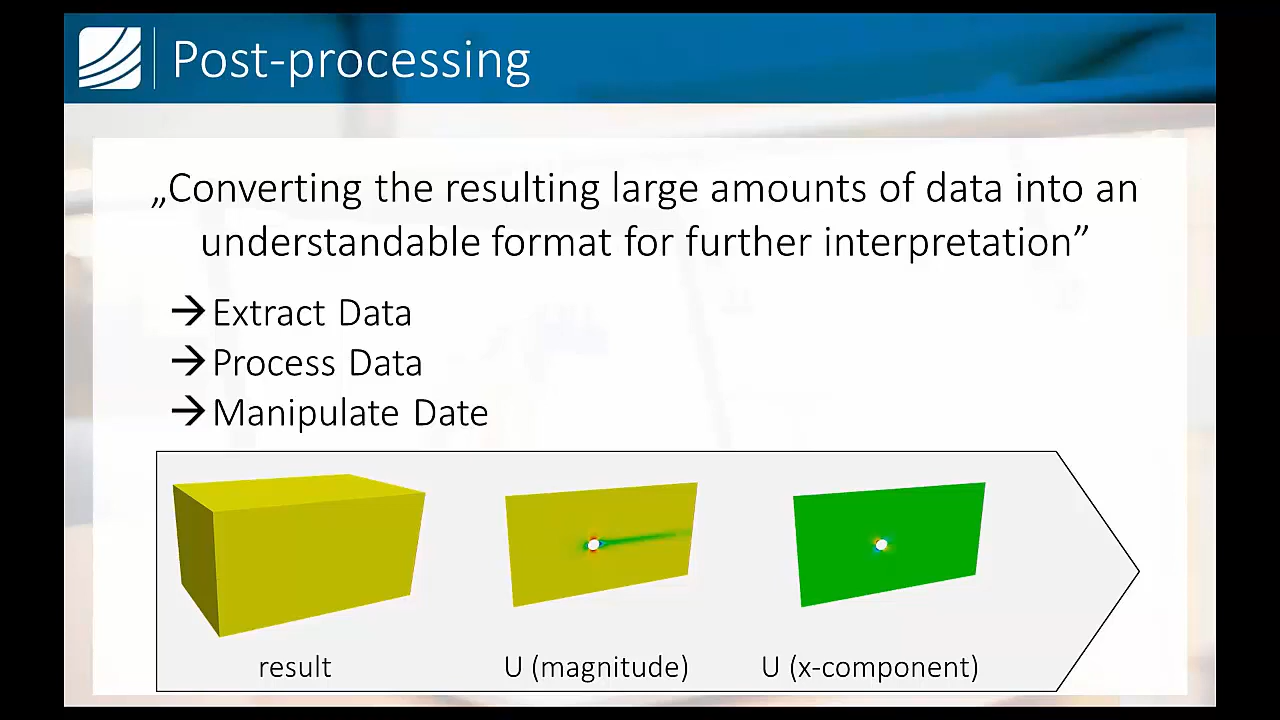 Post-processing
„Converting the resulting large amounts of data into an
understandable format for further interpretation”
→ Extract Data
→ Process Data
→ Manipulate Date
result
U (magnitude)
U (x-component)